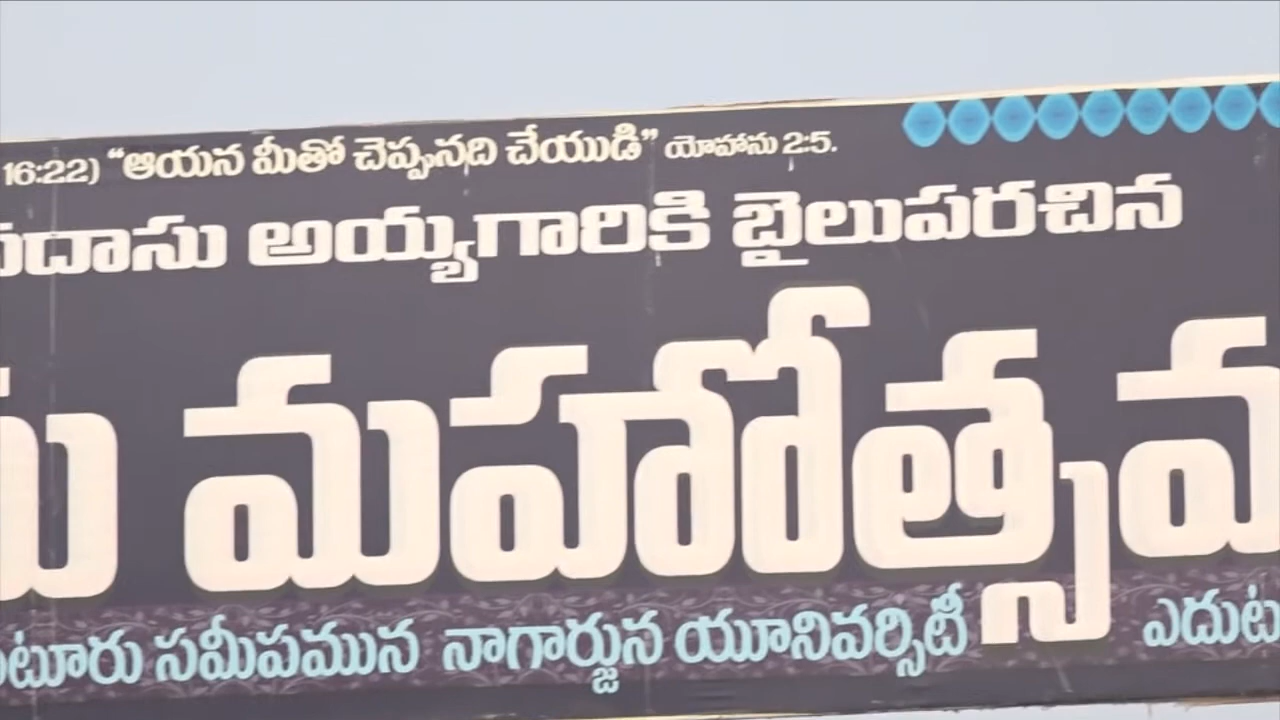 16:22) “ఆయన మీతో చెప్పునది చేయుడి” యోహాను 2:5.
అయ్యగారికి బైలుపరచిన
మహోత్సవ
సమీపమున నాగార్జున యూనివర్సిటీ ఎదుట